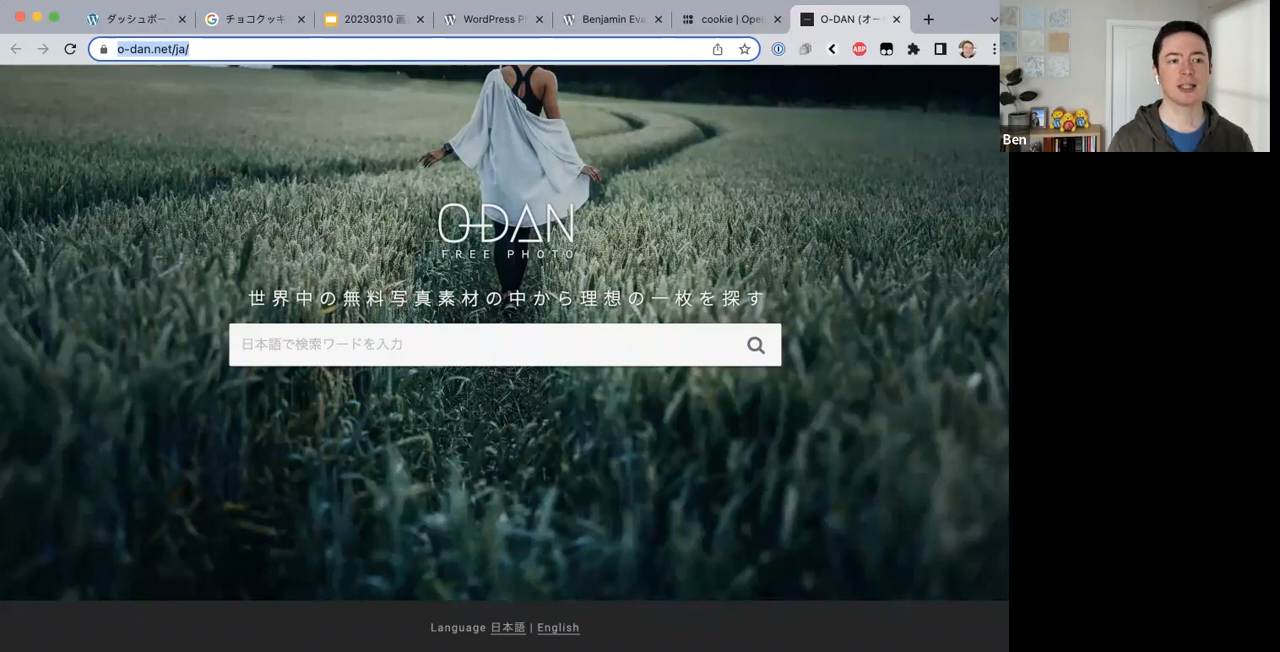 ダッシュボー
チョコクッキ
20230310 画
WordPress P
Benjamin Eva
cookie | Ope
O-DAN (オー
o-dan.net/ja/
ABP
Ben
O-DAN
FREE PHOTO
世界中の無料写真素材の中から理想の一枚を探す
日本語で検索ワードを入力
Language 日本語 | English